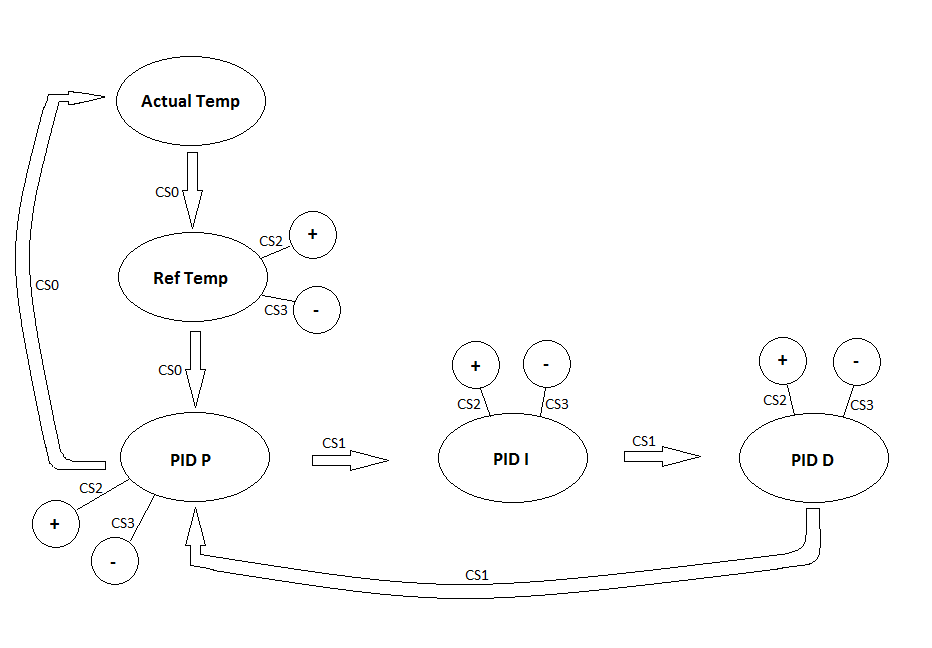 Actual Temp
CS0
CS2
+
Ref Temp
CS0
CS3
-
CS0
+
-
+
-
CS2
CS3
CS2
CS3
PID P
CS1
PID I
CS1
PID D
CS2
+
CS3
-
CS1